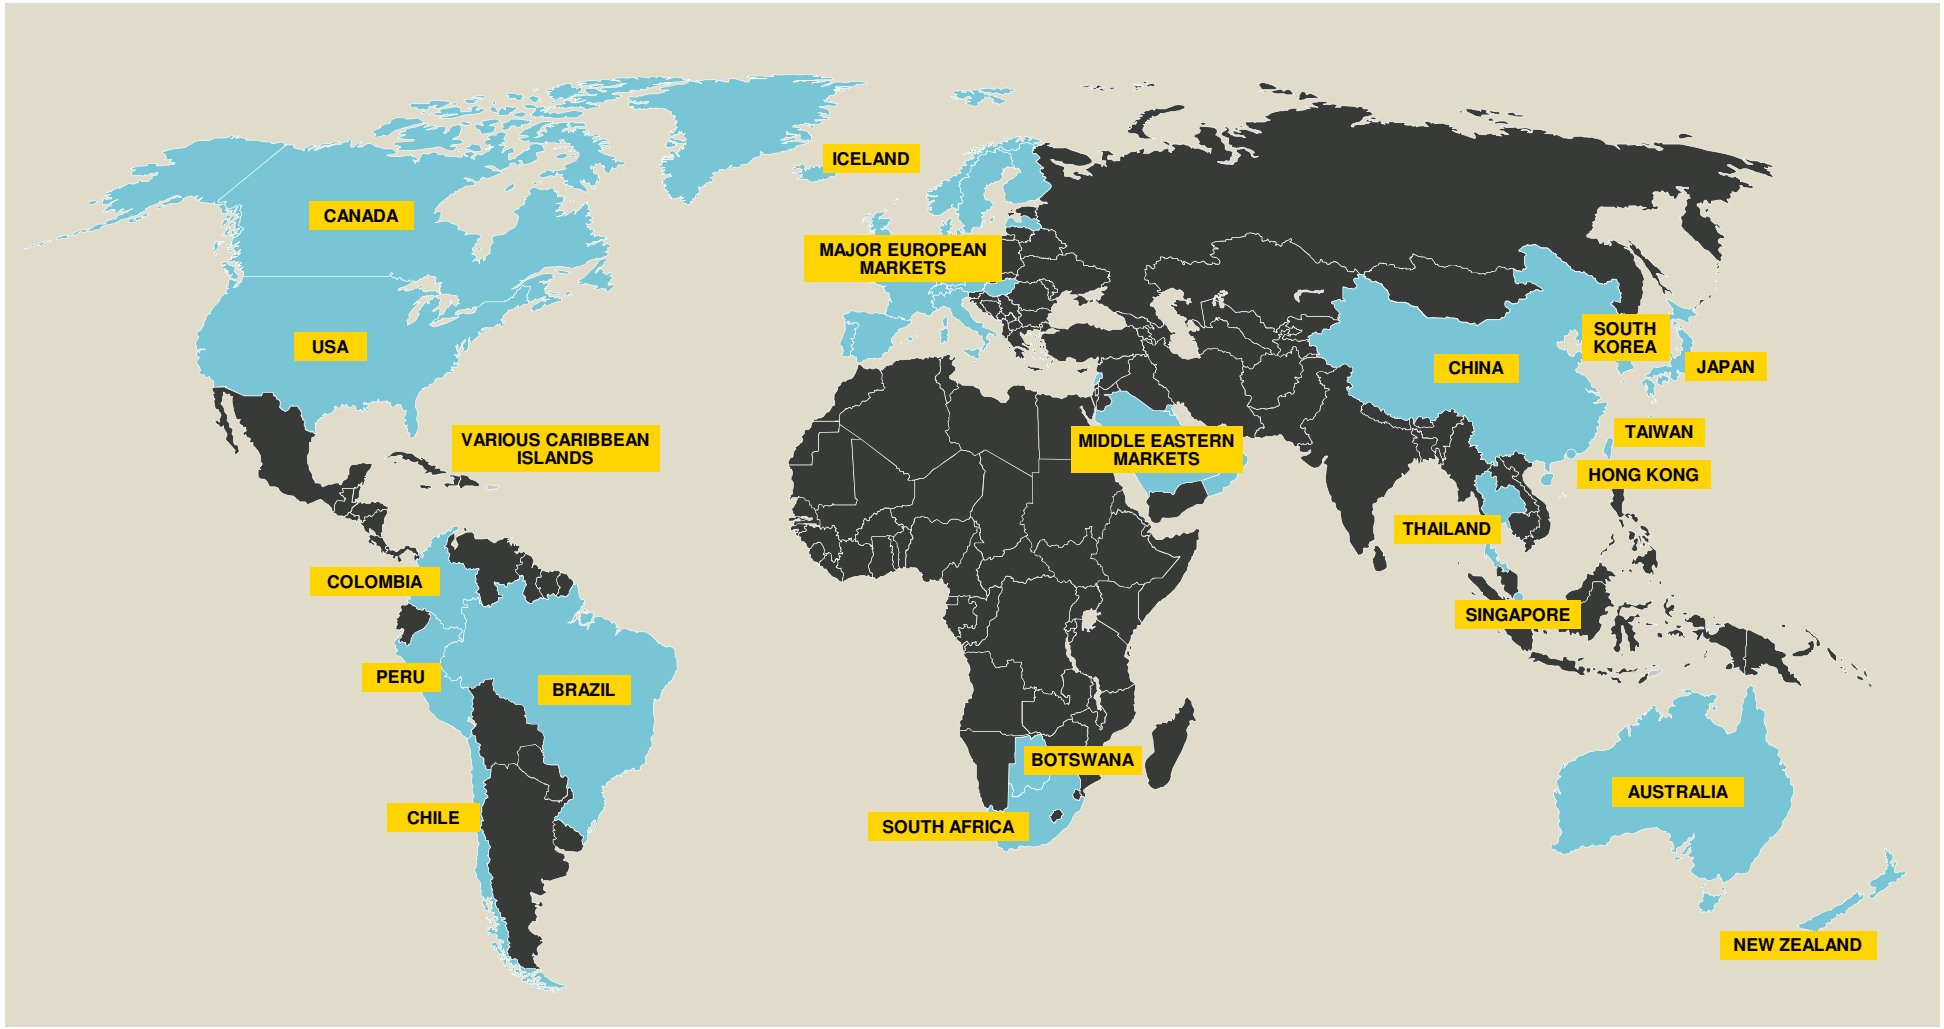 ICELAND
CANADA
MAJOR EUROPEAN
MARKETS
USA
SOUTH
KOREA
CHINA
JAPAN
VARIOUS CARIBBEAN
ISLANDS
MIDDLE EASTERN
MARKETS
TAIWAN
HONG KONG
THAILAND
COLOMBIA
SINGAPORE
PERU
BRAZIL
BOTSWANA
AUSTRALIA
CHILE
SOUTH AFRICA
NEW ZEALAND